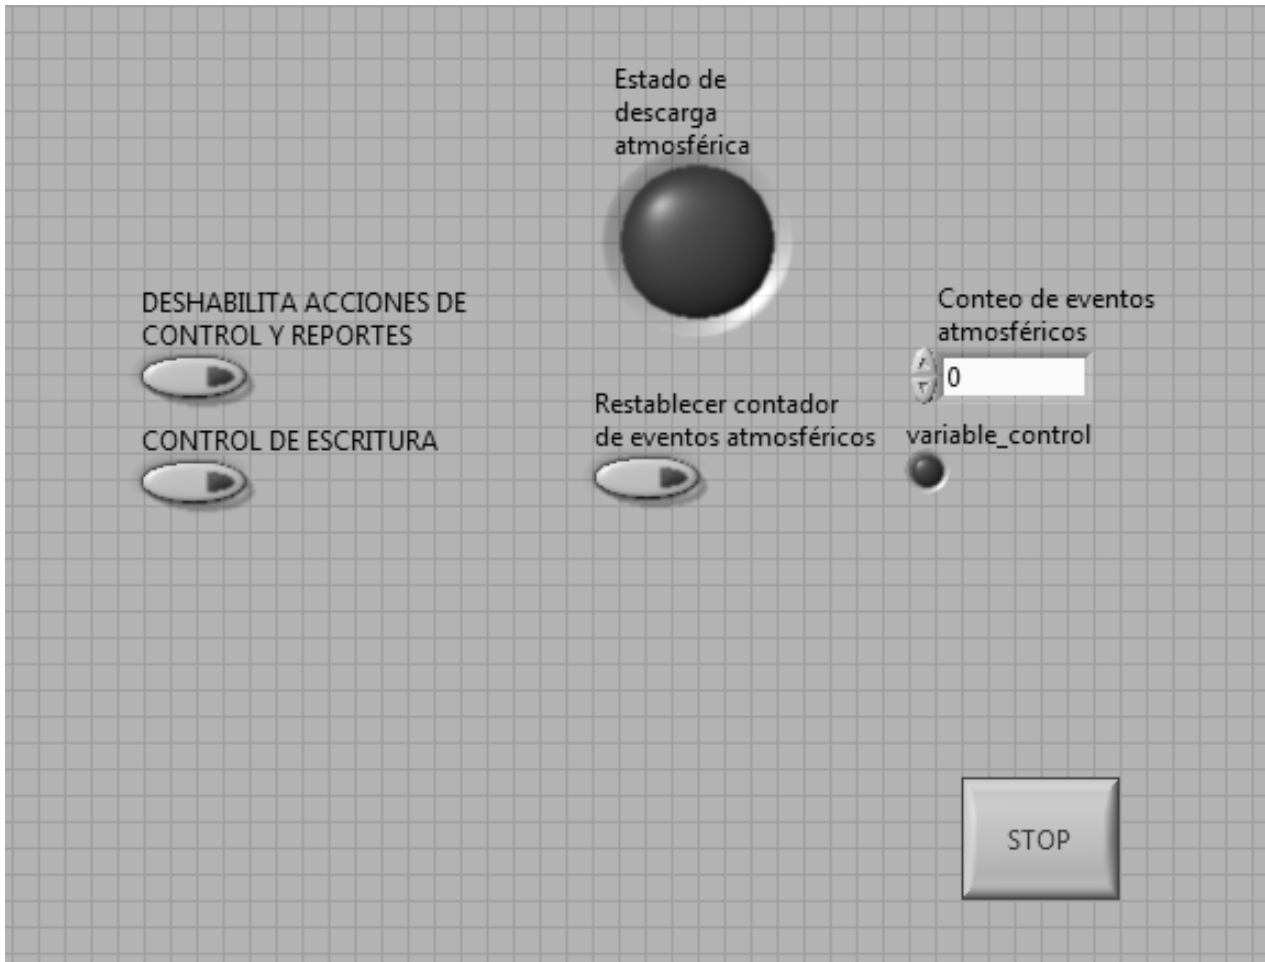 Estado de
descarga
atmosférica
DESHABILITA ACCIONES DE
CONTROL Y REPORTES
CONTROL DE ESCRITURA
Restablecer contador
de eventos atmosféricos
Conteo de eventos
atmosféricos
0
variable_control
STOP